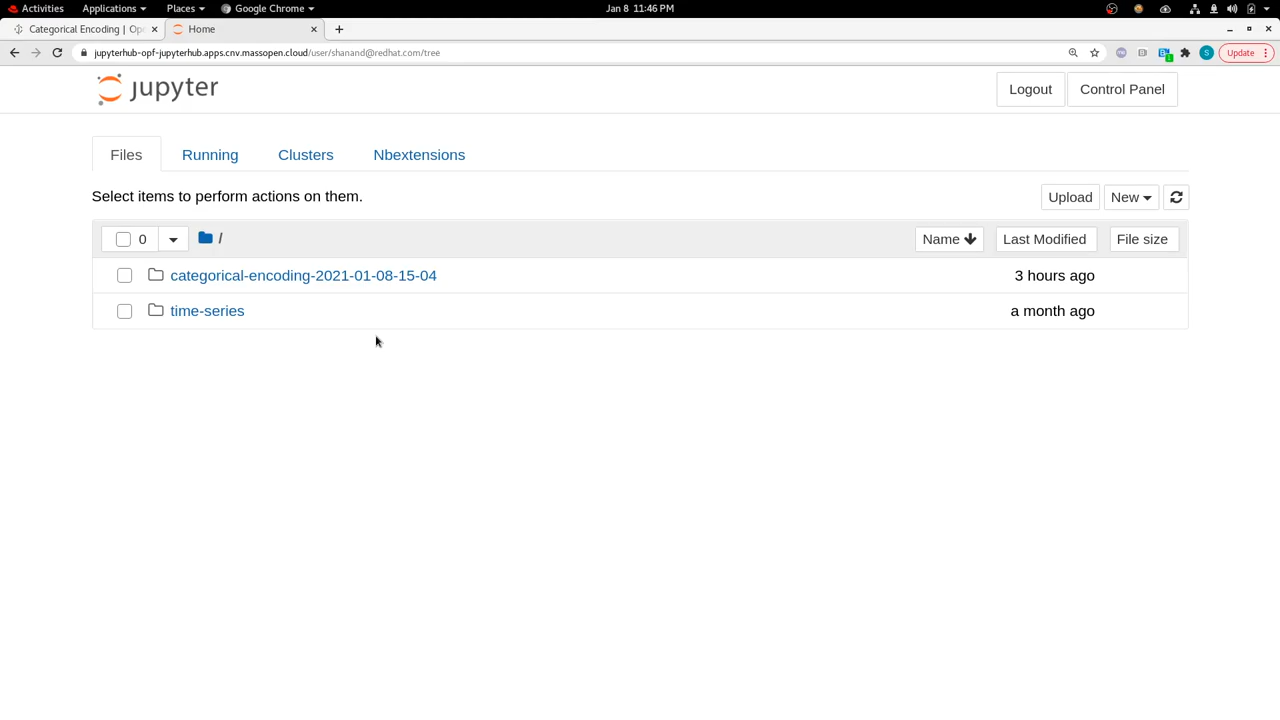 Activities Applications Places Google Chrome Jan 8 11:46 PM
Categorical Encoding | Op Home
jupyterhub-opf-jupyterhub.apps.cnv.massopen.cloud/user/shanand@redhat.com/tree Update
jupyter Logout Control Panel
Files Running Clusters Nbextensions
Select items to perform actions on them. Upload New
0 / Name Last Modified File size
categorical-encoding-2021-01-08-15-04 3 hours ago
time-series a month ago